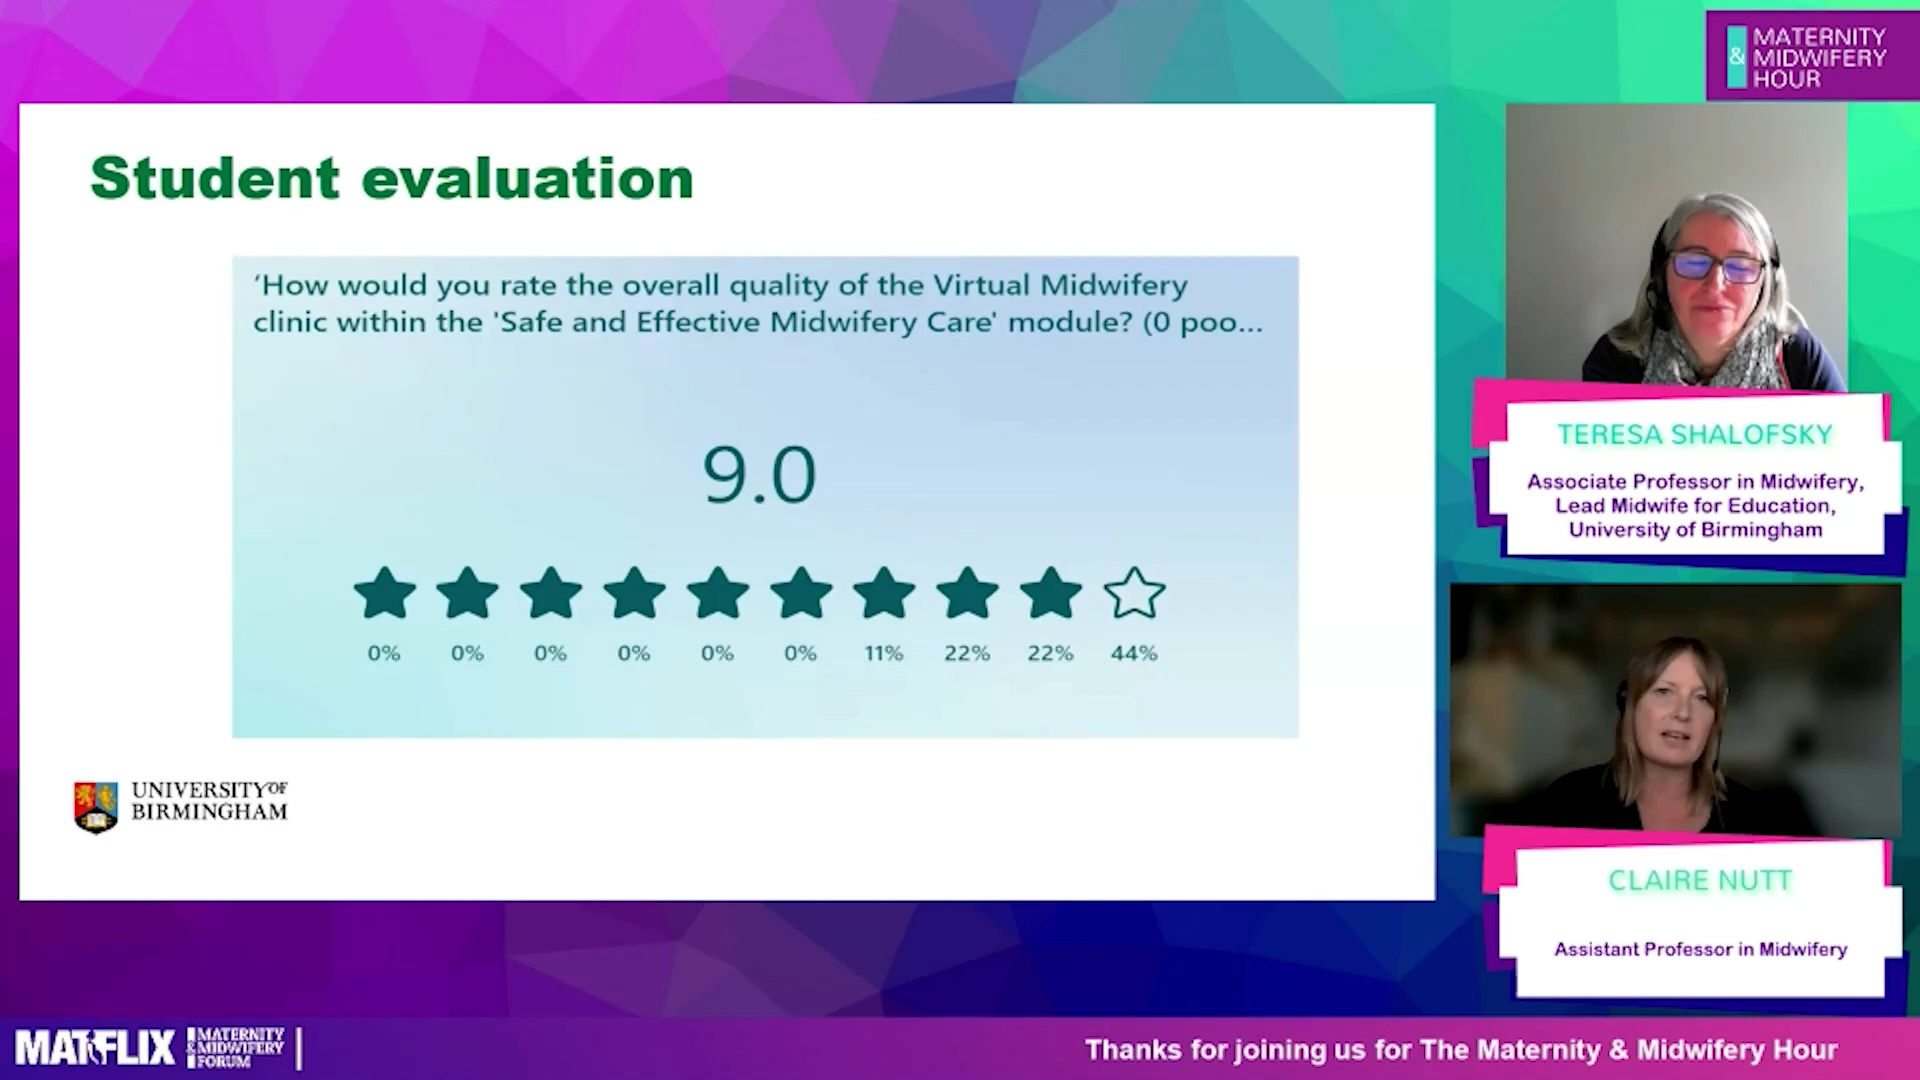 MATERNITY
& MIDWIFERY
HOUR
Student evaluation
‘How would you rate the overall quality of the Virtual Midwifery
clinic within the 'Safe and Effective Midwifery Care' module? (0 poo...
9.0
0% 0% 0% 0% 0% 0% 11% 22% 22% 44%
UNIVERSITY OF
BIRMINGHAM
TERESA SHALOFSKY
Associate Professor in Midwifery,
Lead Midwife for Education,
University of Birmingham
CLAIRE NUTT
Assistant Professor in Midwifery
MATFLIX
MATERNITY
& MIDWIFERY
FORUM
Thanks for joining us for The Maternity & Midwifery Hour